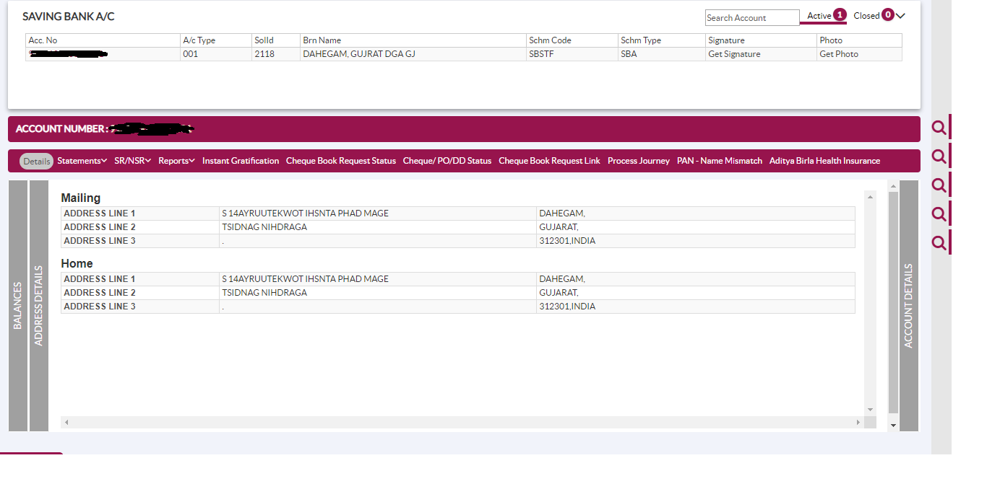 SAVING BANK A/C
Search Account Active 1 Closed 0
Acc. No A/c Type SolId Brn Name Schm Code Schm Type Signature Photo
001 2118 DAHEGAM, GUJRAT DGA GJ SBSTF SBA Get Signature Get Photo
ACCOUNT NUMBER :
Details Statements SR/NSR Reports Instant Gratification Cheque Book Request Status Cheque/ PO/DD Status Cheque Book Request Link Process Journey PAN - Name Mismatch Aditya Birla Health Insurance
BALANCES
ADDRESS DETAILS
Mailing
ADDRESS LINE 1 S 14AYRUUTEKWOT IHSNTA PHAD MAGE DAHEGAM,
ADDRESS LINE 2 TSIDNAG NIHDRAGA GUJARAT,
ADDRESS LINE 3 . 312301,INDIA
Home
ADDRESS LINE 1 S 14AYRUUTEKWOT IHSNTA PHAD MAGE DAHEGAM,
ADDRESS LINE 2 TSIDNAG NIHDRAGA GUJARAT,
ADDRESS LINE 3 . 312301,INDIA
ACCOUNT DETAILS